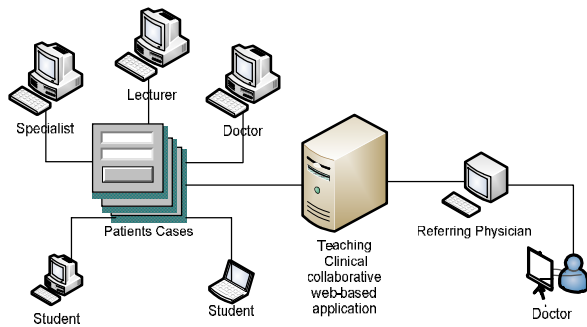 Lecturer
Specialist
Doctor
Patients Cases
Referring Physician
Teaching
Clinical
collaborative
web-based
application
Student
Student
Doctor